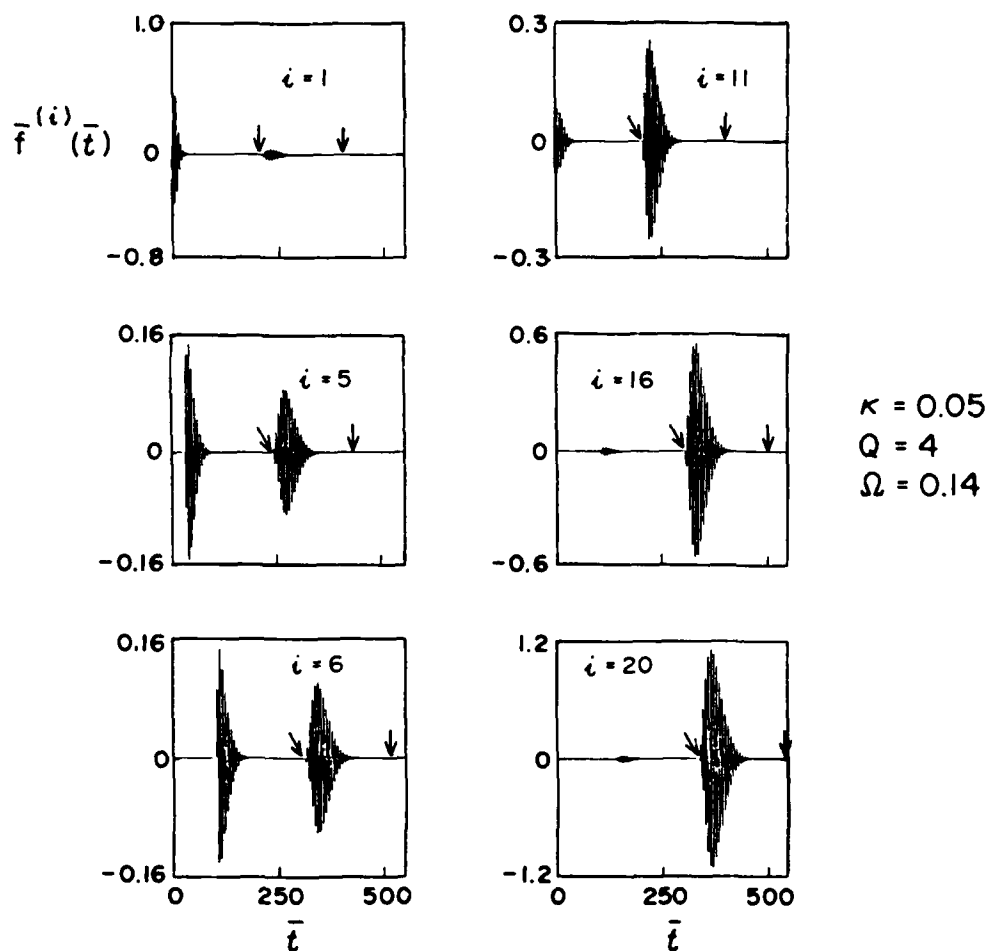 1.0
0
-0.8
f̄ ⁽ⁱ⁾(t̄)
i = 1
250
500
0.3
0
-0.3
i = 11
0.16
0
-0.16
i = 5
0.6
0
-0.6
i = 16
κ = 0.05
Q = 4
Ω = 0.14
0.16
0
-0.16
i = 6
0 250 500
t̄
1.2
0
-1.2
i = 20
0 250 500
t̄